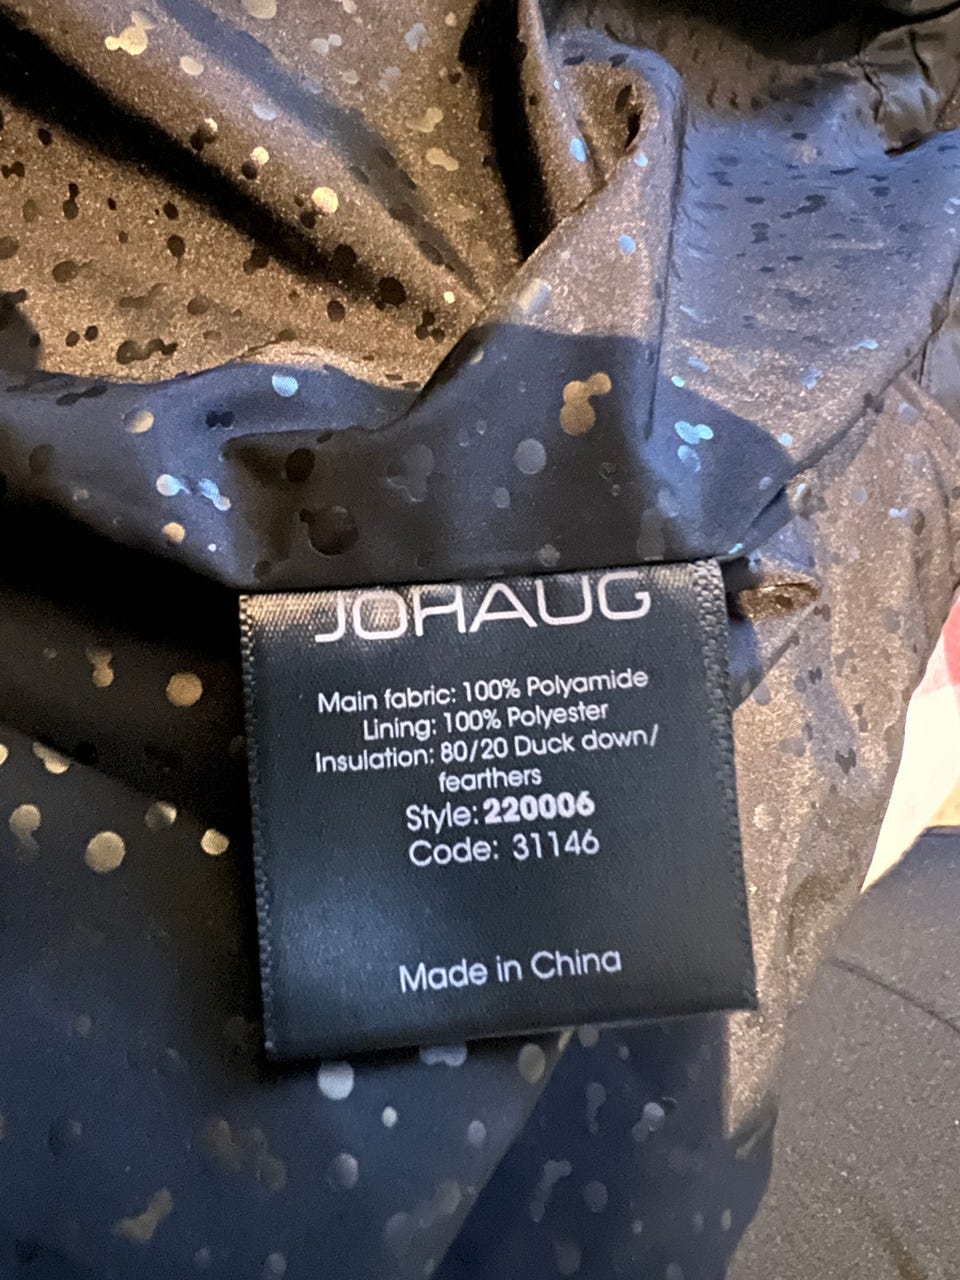 JOHAUG
Main fabric: 100% Polyamide
Lining: 100% Polyester
Insulation: 80/20 Duck down/
fearthers
Style: 220006
Code: 31146
Made in China